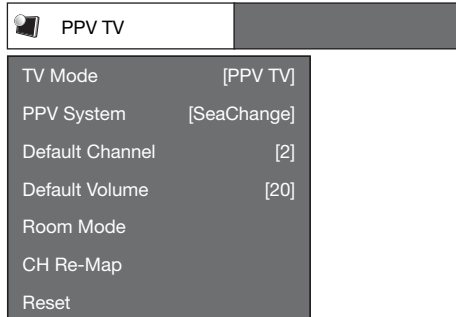 PPV TV
TV Mode [PPV TV]
PPV System [SeaChange]
Default Channel [2]
Default Volume [20]
Room Mode
CH Re-Map
Reset